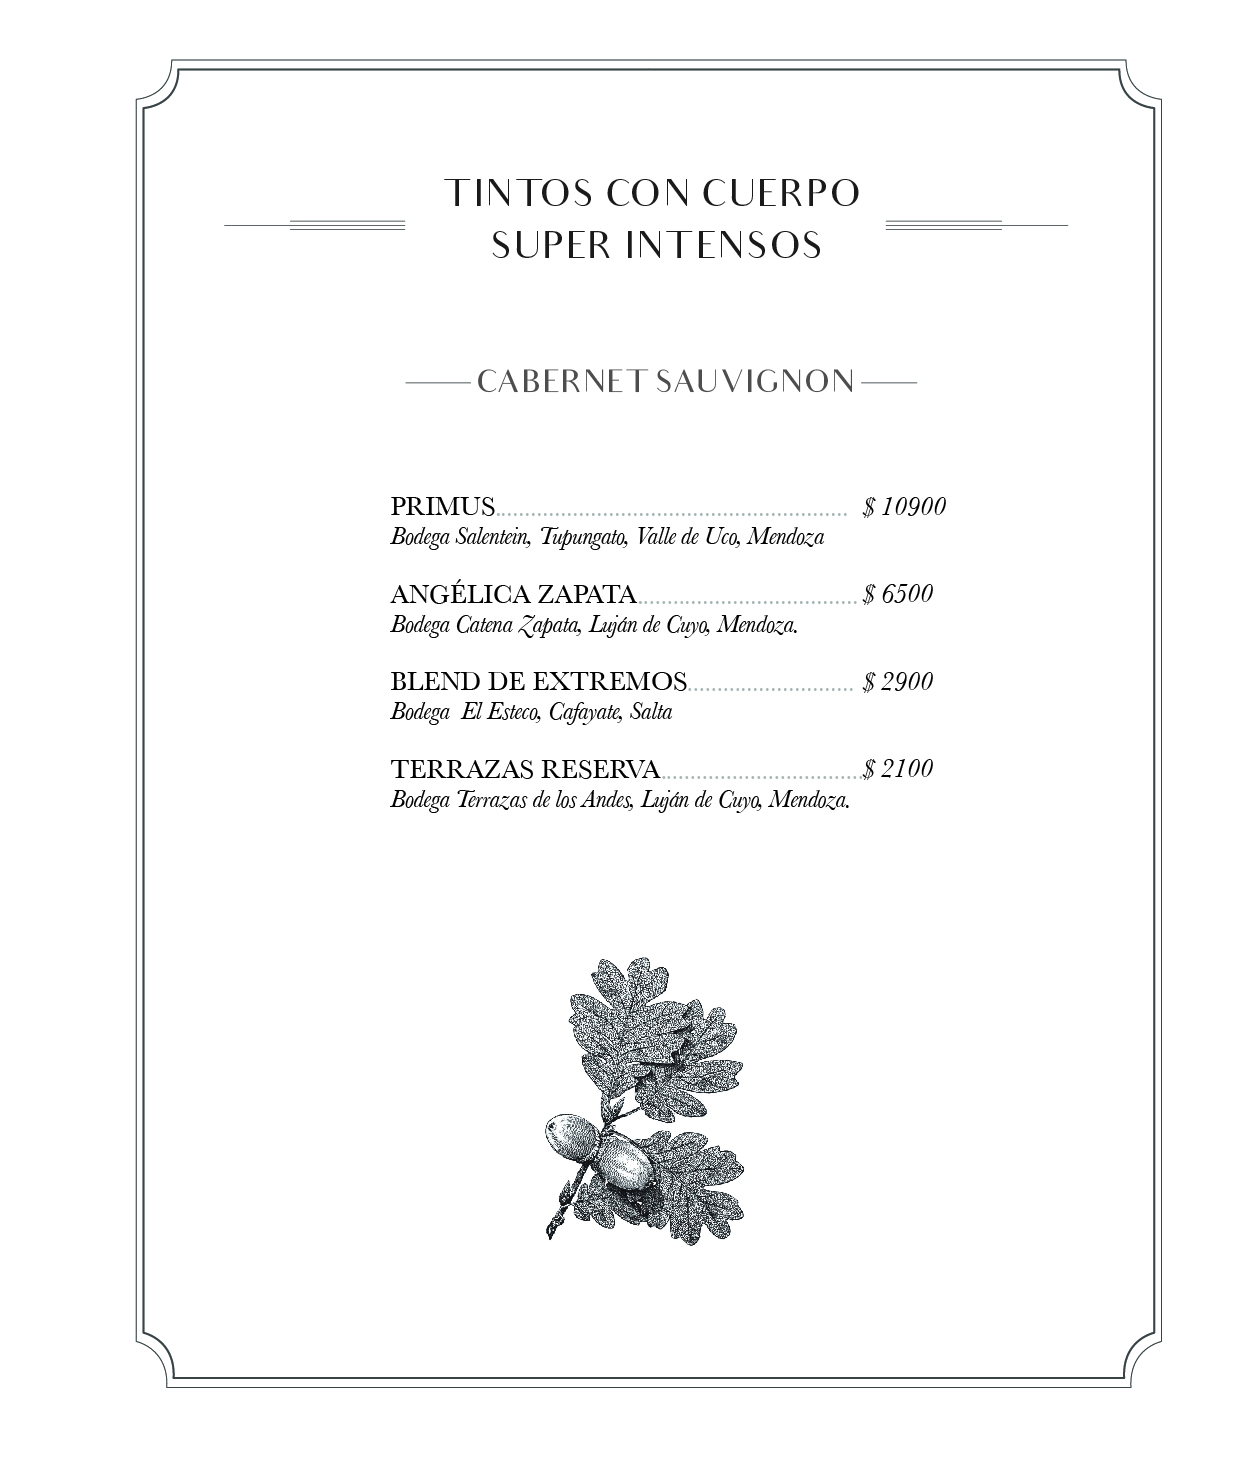 TINTOS CON CUERPO
SUPER INTENSOS
CABERNET SAUVIGNON
PRIMUS........................................................ $ 10900
Bodega Salentein, Tupungato, Valle de Uco, Mendoza
ANGÉLICA ZAPATA................................... $ 6500
Bodega Catena Zapata, Luján de Cuyo, Mendoza.
BLEND DE EXTREMOS.......................... $ 2900
Bodega  El Esteco, Cafayate, Salta
TERRAZAS RESERVA................................ $ 2100
Bodega Terrazas de los Andes, Luján de Cuyo, Mendoza.